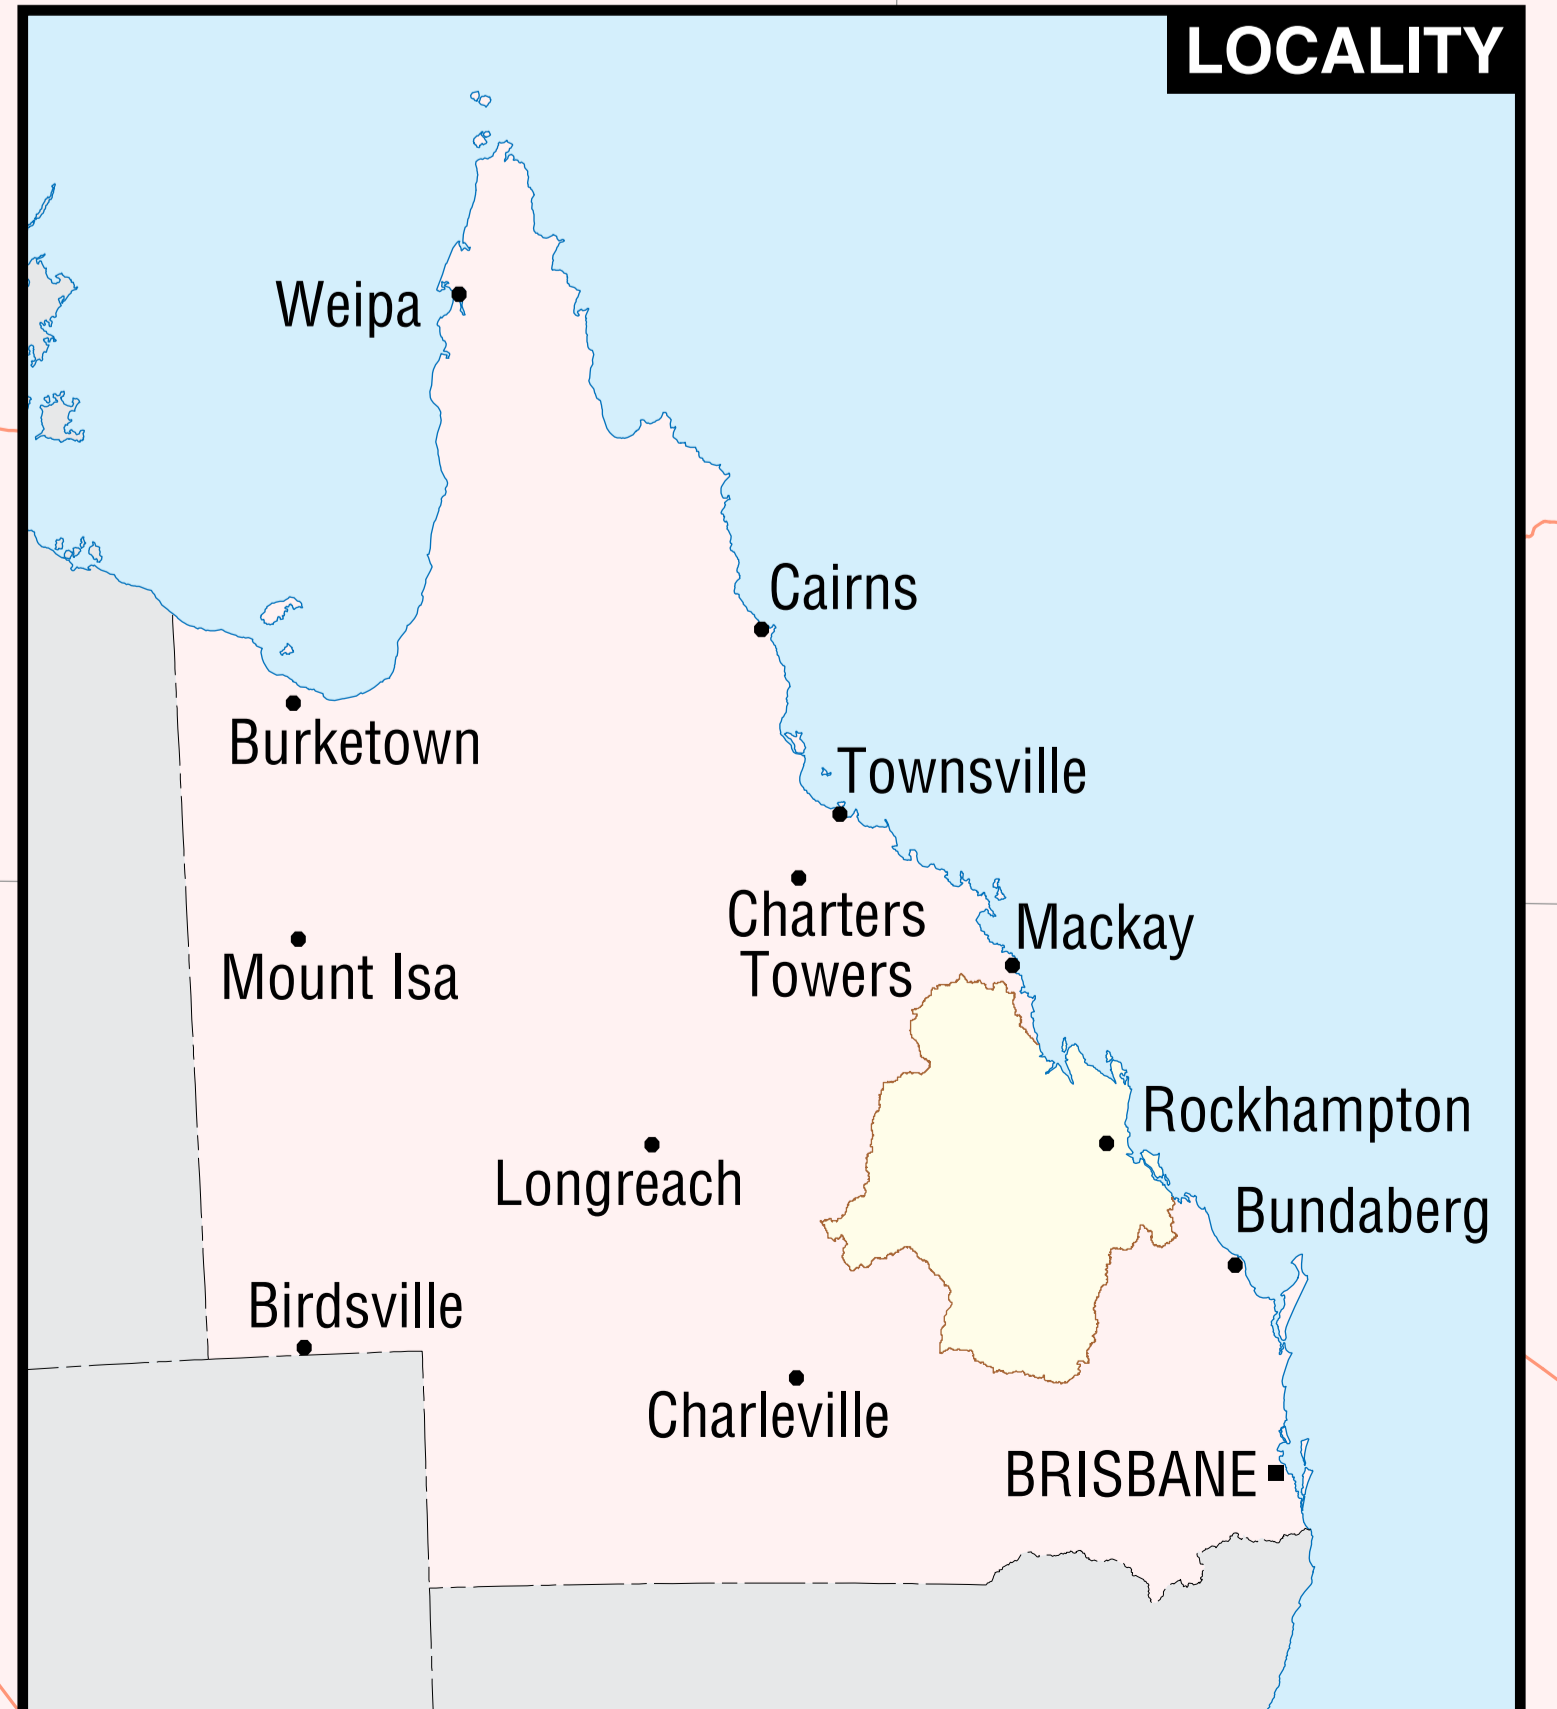 LOCALITY
Weipa
Cairns
Burketown
Townsville
Charters
Towers
Mackay
Mount Isa
Rockhampton
Longreach
Bundaberg
Birdsville
Charleville
BRISBANE